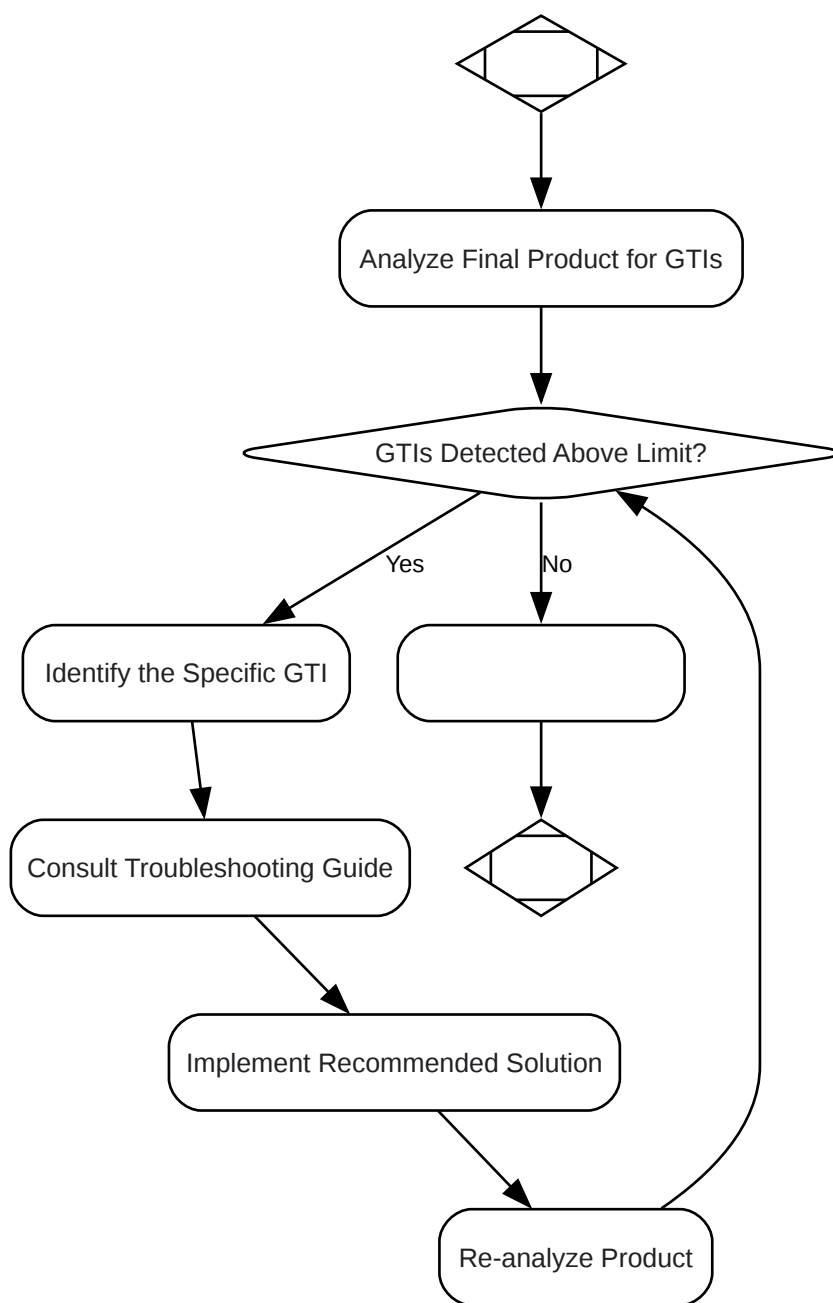 Analyze Final Product for GTIs
GTIs Detected Above Limit?
Yes
No
Identify the Specific GTI
Consult Troubleshooting Guide
Implement Recommended Solution
Re-analyze Product